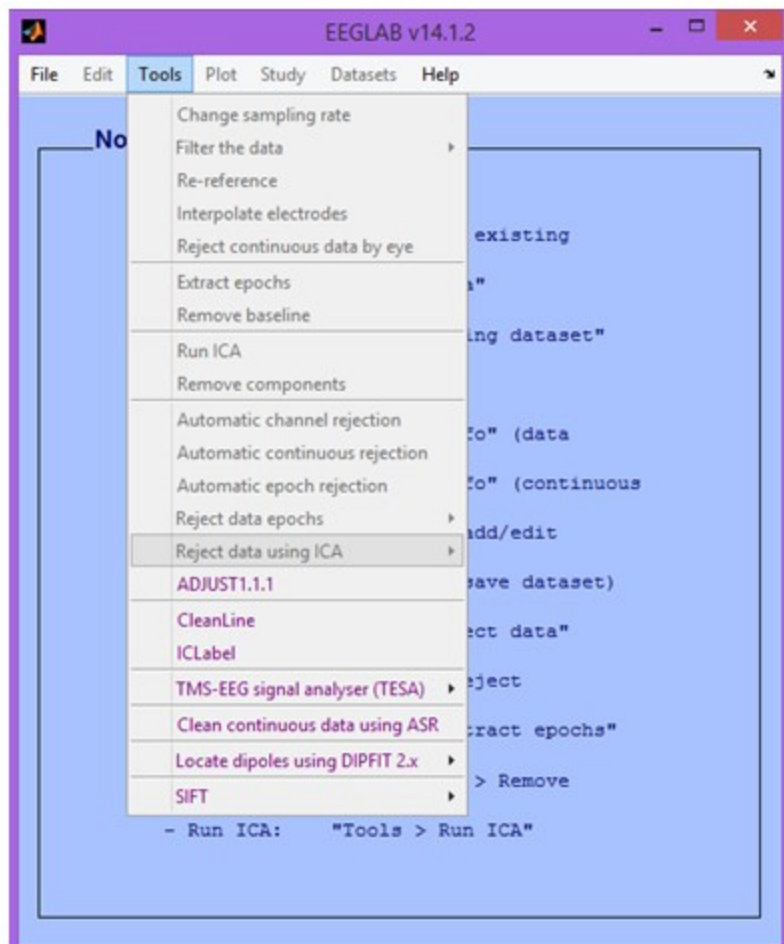 EEGLAB v14.1.2
File Edit Tools Plot Study Datasets Help
No
Change sampling rate
Filter the data
Re-reference
Interpolate electrodes
existing
Reject continuous data by eye
Extract epochs
Remove baseline
ing dataset"
Run ICA
Remove components
Automatic channel rejection
fo" (data
Automatic continuous rejection
Automatic epoch rejection
fo" (continuous
Reject data epochs
add/edit
Reject data using ICA
ADJUST1.1.1
save dataset)
CleanLine
ect data"
ICLabel
TMS-EEG signal analyser (TESA)
eject
Clean continuous data using ASR
tract epochs"
Locate dipoles using DIPFIT 2.x
> Remove
SIFT
- Run ICA: "Tools > Run ICA"